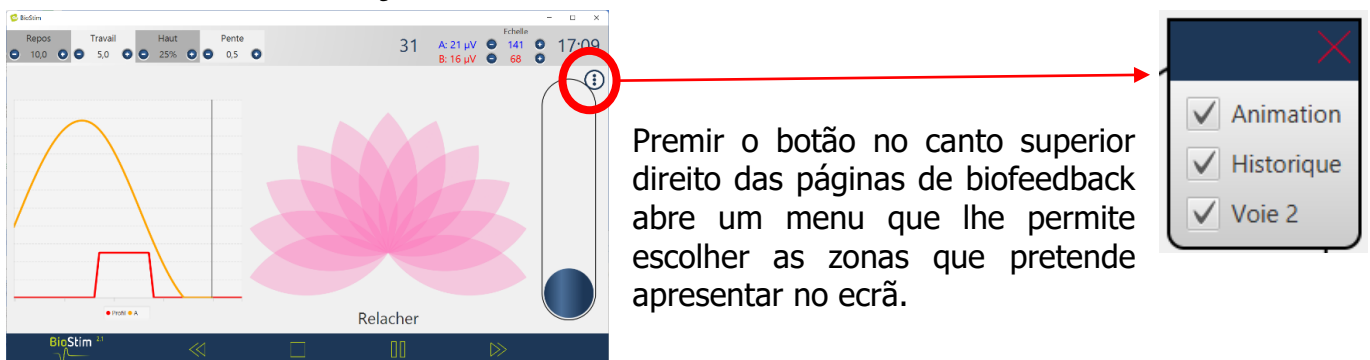 BioStim
Repos Travail Haut Pente
10,0 5,0 25% 0,5
31
Echelle
A: 21 µV 141
B: 16 µV 68
17:09
Profil A
Relacher
BioStim 2.1
Premir o botão no canto superior
direito das páginas de biofeedback
abre um menu que lhe permite
escolher as zonas que pretende
apresentar no ecrã.
Animation
Historique
Voie 2